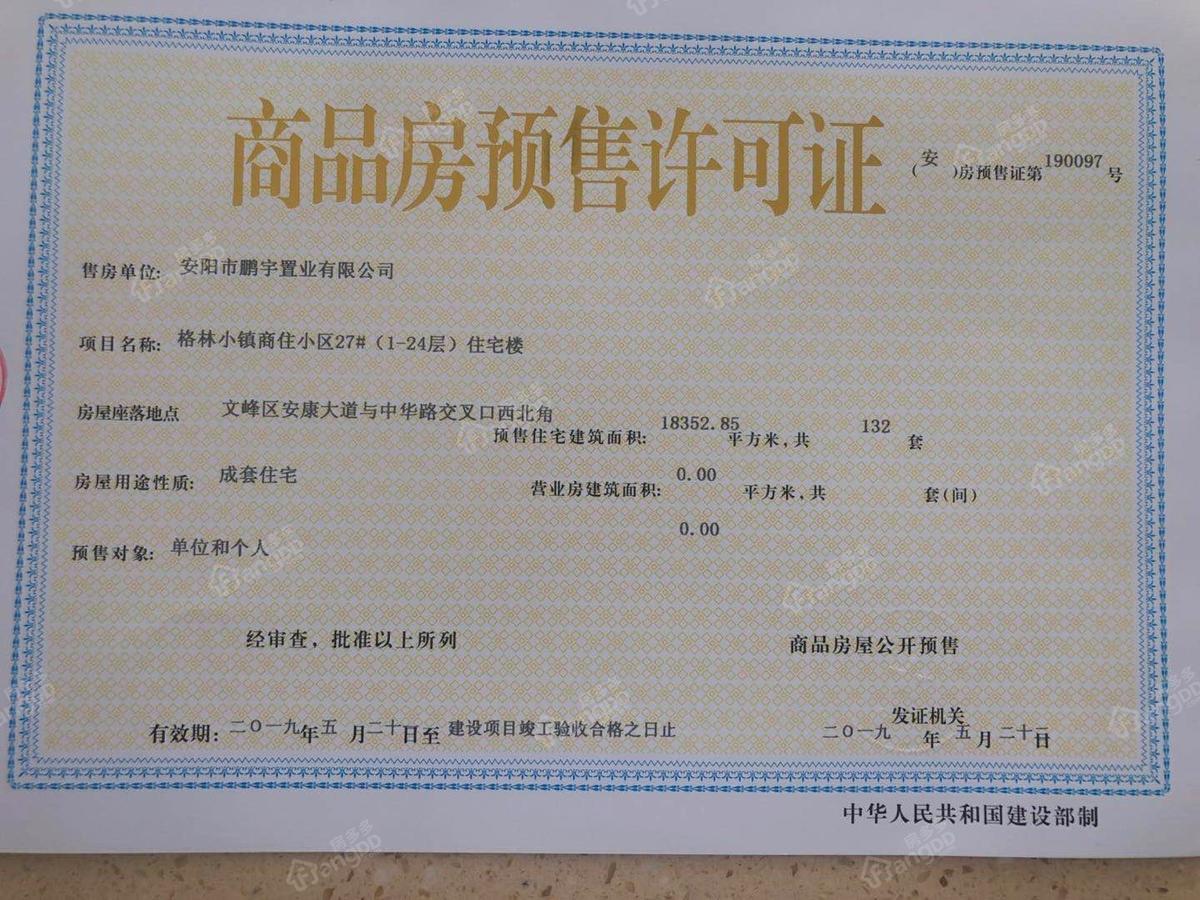 商品房预售许可证
(安)房预售证第190097号
售房单位: 安阳市鹏宇置业有限公司
项目名称: 格林小镇商住小区27#（1-24层）住宅楼
房屋座落地点 文峰区安康大道与中华路交叉口西北角
预售住宅建筑面积: 18352.85 平方米,共 132 套
房屋用途性质: 成套住宅
营业房建筑面积: 0.00 平方米,共 套(间)
0.00
预售对象: 单位和个人
经审查，批准以上所列 商品房屋公开预售
发证机关
有效期: 二〇一九年五月二十日至 建设项目竣工验收合格之日止
二〇一九年五月二十日
中华人民共和国建设部制
房多多
Fangdd